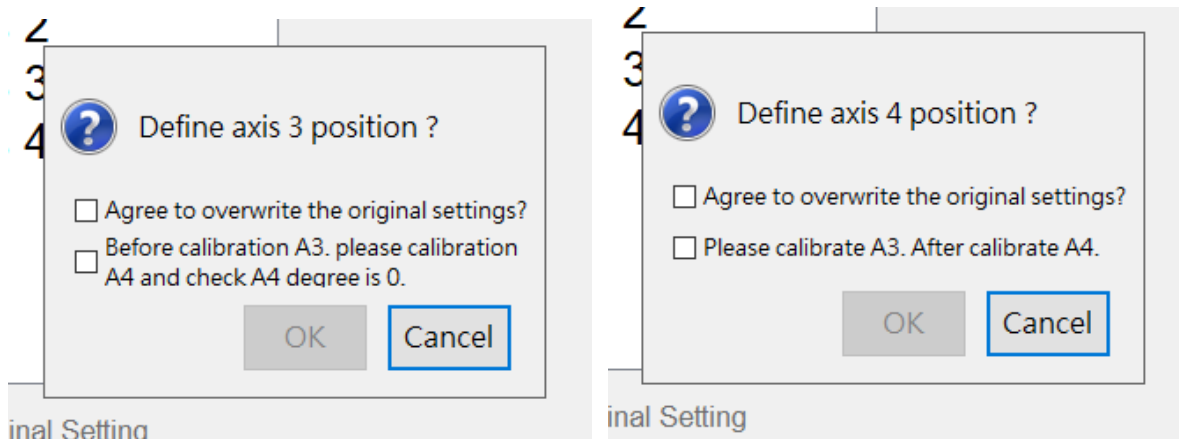 2
3
4
Define axis 3 position ?
Agree to overwrite the original settings?
Before calibration A3. please calibration
A4 and check A4 degree is 0.
OK Cancel
inal Setting
2
3
4
Define axis 4 position ?
Agree to overwrite the original settings?
Please calibrate A3. After calibrate A4.
OK Cancel
inal Setting